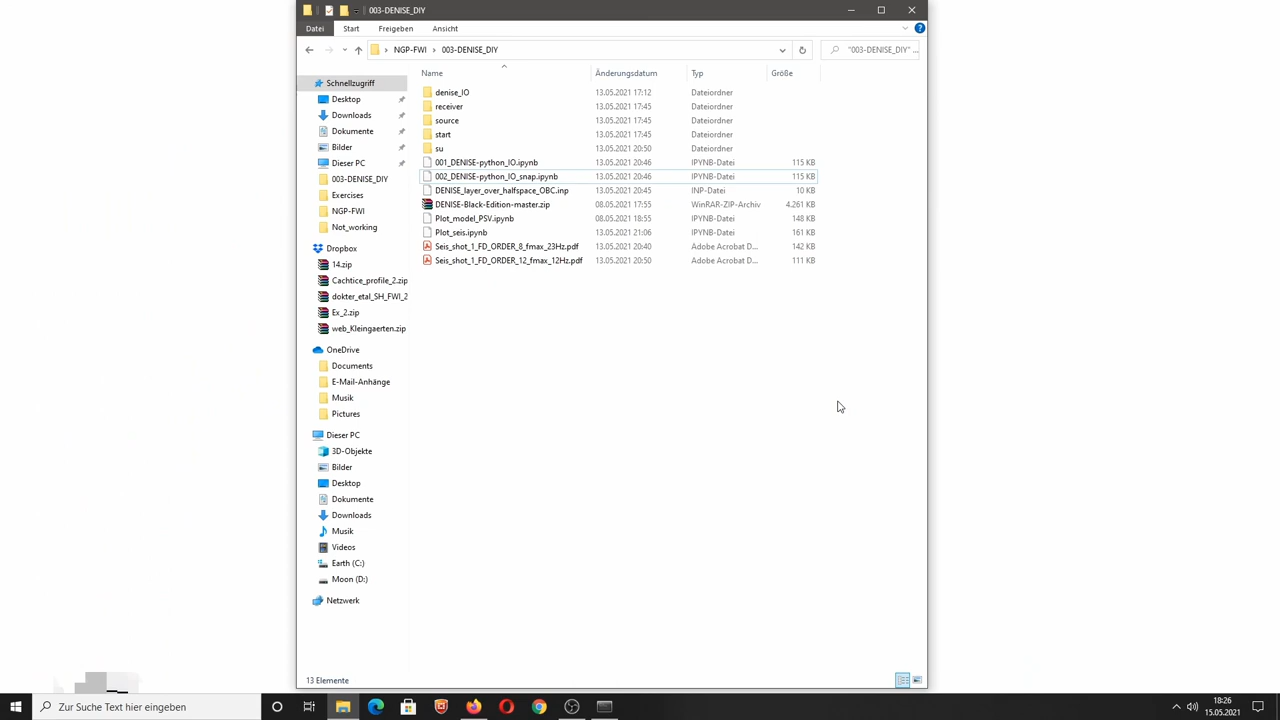 003-DENISE_DIY
Datei Start Freigeben Ansicht
NGP-FWI 003-DENISE_DIY "003-DENISE_DIY" ...
Name Änderungsdatum Typ Größe
Schnellzugriff
Desktop
Downloads
Dokumente
Bilder
Dieser PC
003-DENISE_DIY
Exercises
NGP-FWI
Not_working
Dropbox
14.zip
Cachtice_profile_2.zip
dokter_etal_SH_FWI_2
Ex_2.zip
web_Kleingaerten.zip
OneDrive
Documents
E-Mail-Anhänge
Musik
Pictures
Dieser PC
3D-Objekte
Bilder
Desktop
Dokumente
Downloads
Musik
Videos
Earth (C:)
Moon (D:)
Netzwerk
denise_IO 13.05.2021 17:12 Dateiordner
receiver 13.05.2021 17:45 Dateiordner
source 13.05.2021 17:45 Dateiordner
start 13.05.2021 17:45 Dateiordner
su 13.05.2021 20:50 Dateiordner
001_DENISE-python_IO.ipynb 13.05.2021 20:46 IPYNB-Datei 115 KB
002_DENISE-python_IO_snap.ipynb 13.05.2021 20:46 IPYNB-Datei 115 KB
DENISE_layer_over_halfspace_OBC.inp 13.05.2021 20:45 INP-Datei 10 KB
DENISE-Black-Edition-master.zip 08.05.2021 17:55 WinRAR-ZIP-Archiv 4.261 KB
Plot_model_PSV.ipynb 08.05.2021 18:55 IPYNB-Datei 148 KB
Plot_seis.ipynb 13.05.2021 21:06 IPYNB-Datei 161 KB
Seis_shot_1_FD_ORDER_8_fmax_23Hz.pdf 13.05.2021 20:40 Adobe Acrobat D... 142 KB
Seis_shot_1_FD_ORDER_12_fmax_12Hz.pdf 13.05.2021 20:50 Adobe Acrobat D... 111 KB
13 Elemente
Zur Suche Text hier eingeben
18:26
15.05.2021